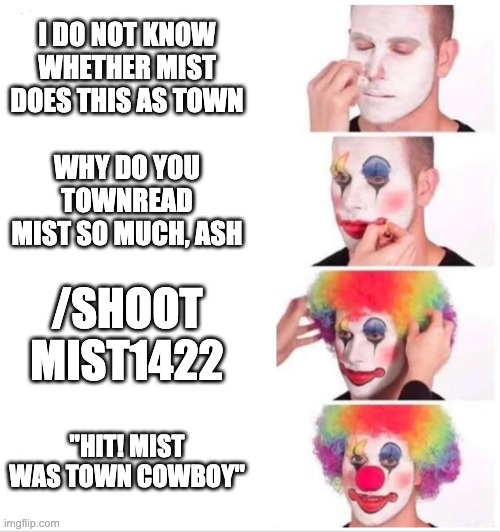 I DO NOT KNOW
WHETHER MIST
DOES THIS AS TOWN
WHY DO YOU
TOWNREAD
MIST SO MUCH, ASH
/SHOOT
MIST1422
"HIT! MIST
WAS TOWN COWBOY"
imgflip.com